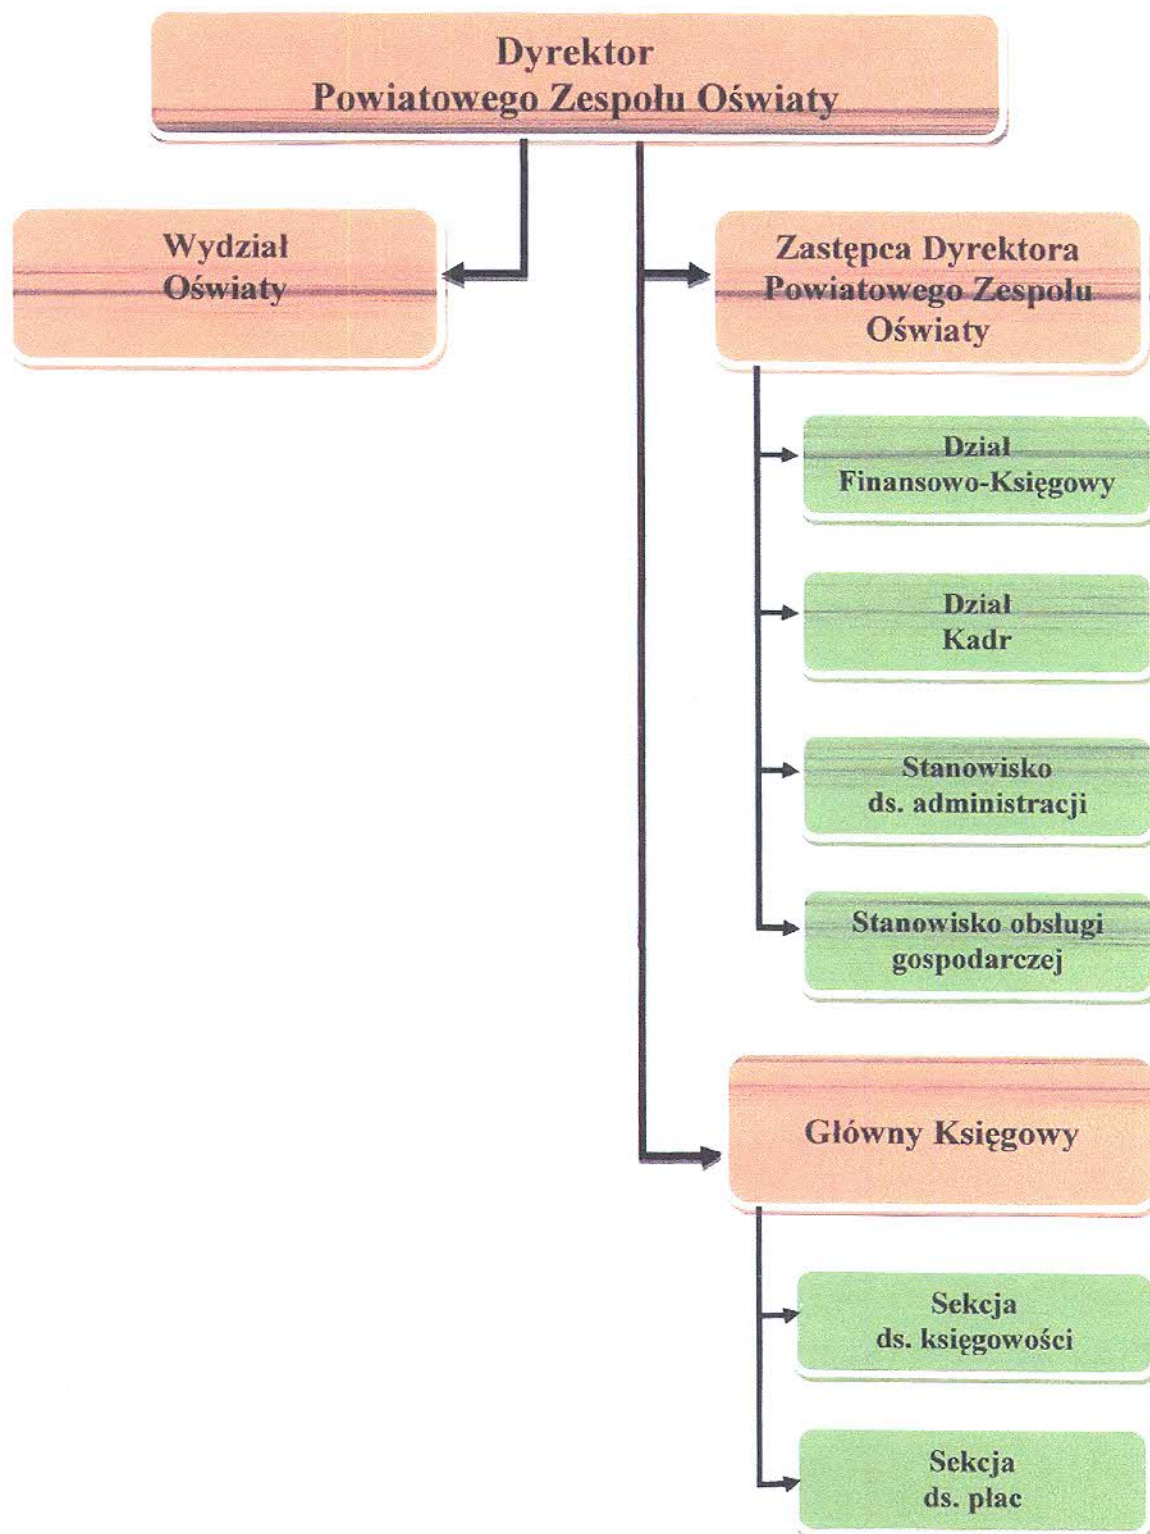 Dyrektor
Powiatowego Zespołu Oświaty
Wydział
Oświaty
Zastępca Dyrektora
Powiatowego Zespołu
Oświaty
Dział
Finansowo-Księgowy
Dział
Kadr
Stanowisko
ds. administracji
Stanowisko obsługi
gospodarczej
Główny Księgowy
Sekcja
ds. księgowości
Sekcja
ds. płac